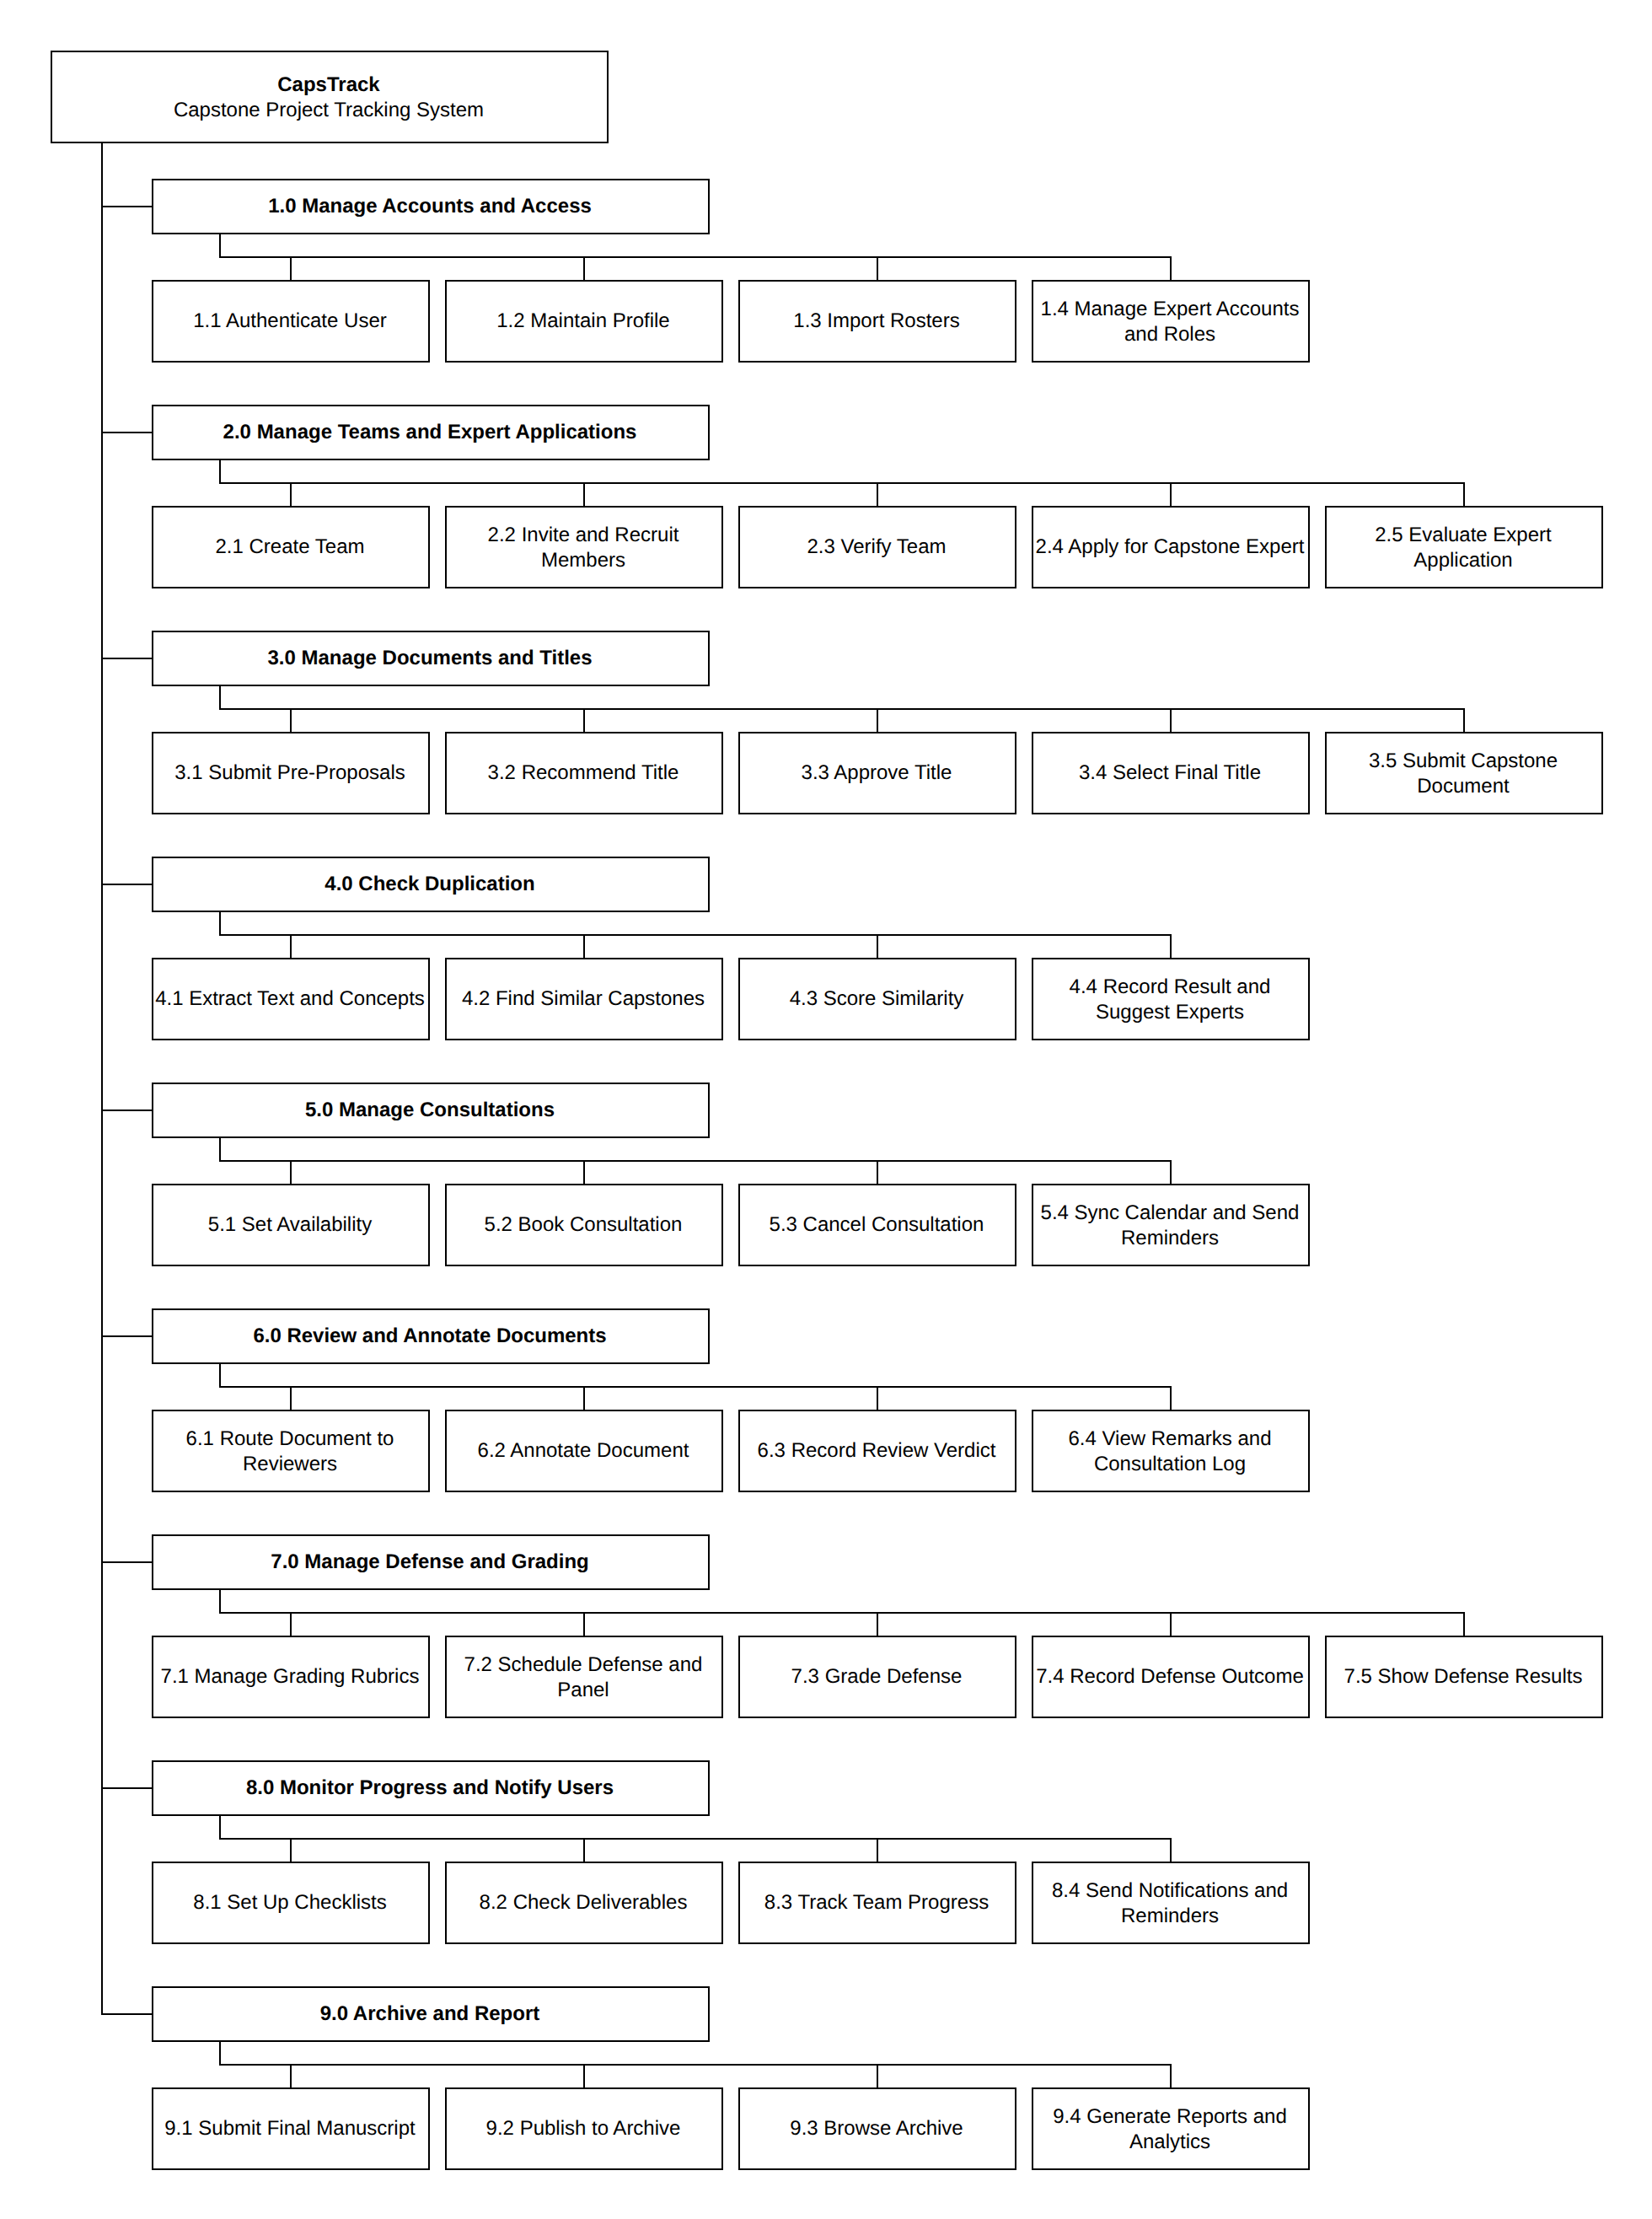 CapsTrack
Capstone Project Tracking System
1.0 Manage Accounts and Access
1.1 Authenticate User
1.2 Maintain Profile
1.3 Import Rosters
1.4 Manage Expert Accounts
and Roles
2.0 Manage Teams and Expert Applications
2.1 Create Team
2.2 Invite and Recruit
Members
2.3 Verify Team
2.4 Apply for Capstone Expert
2.5 Evaluate Expert
Application
3.0 Manage Documents and Titles
3.1 Submit Pre-Proposals
3.2 Recommend Title
3.3 Approve Title
3.4 Select Final Title
3.5 Submit Capstone
Document
4.0 Check Duplication
4.1 Extract Text and Concepts
4.2 Find Similar Capstones
4.3 Score Similarity
4.4 Record Result and
Suggest Experts
5.0 Manage Consultations
5.1 Set Availability
5.2 Book Consultation
5.3 Cancel Consultation
5.4 Sync Calendar and Send
Reminders
6.0 Review and Annotate Documents
6.1 Route Document to
Reviewers
6.2 Annotate Document
6.3 Record Review Verdict
6.4 View Remarks and
Consultation Log
7.0 Manage Defense and Grading
7.1 Manage Grading Rubrics
7.2 Schedule Defense and
Panel
7.3 Grade Defense
7.4 Record Defense Outcome
7.5 Show Defense Results
8.0 Monitor Progress and Notify Users
8.1 Set Up Checklists
8.2 Check Deliverables
8.3 Track Team Progress
8.4 Send Notifications and
Reminders
9.0 Archive and Report
9.1 Submit Final Manuscript
9.2 Publish to Archive
9.3 Browse Archive
9.4 Generate Reports and
Analytics